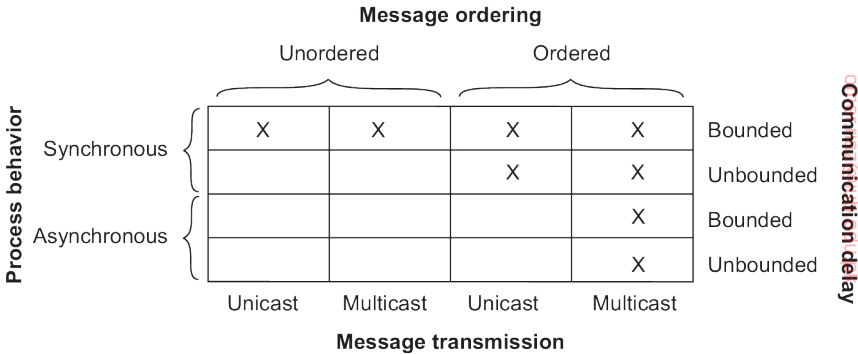 Message ordering
Unordered
Ordered
Process behavior
Synchronous
Asynchronous
X X X X Bounded
X X Unbounded
X Bounded
X Unbounded
Communication delay
Unicast Multicast Unicast Multicast
Message transmission